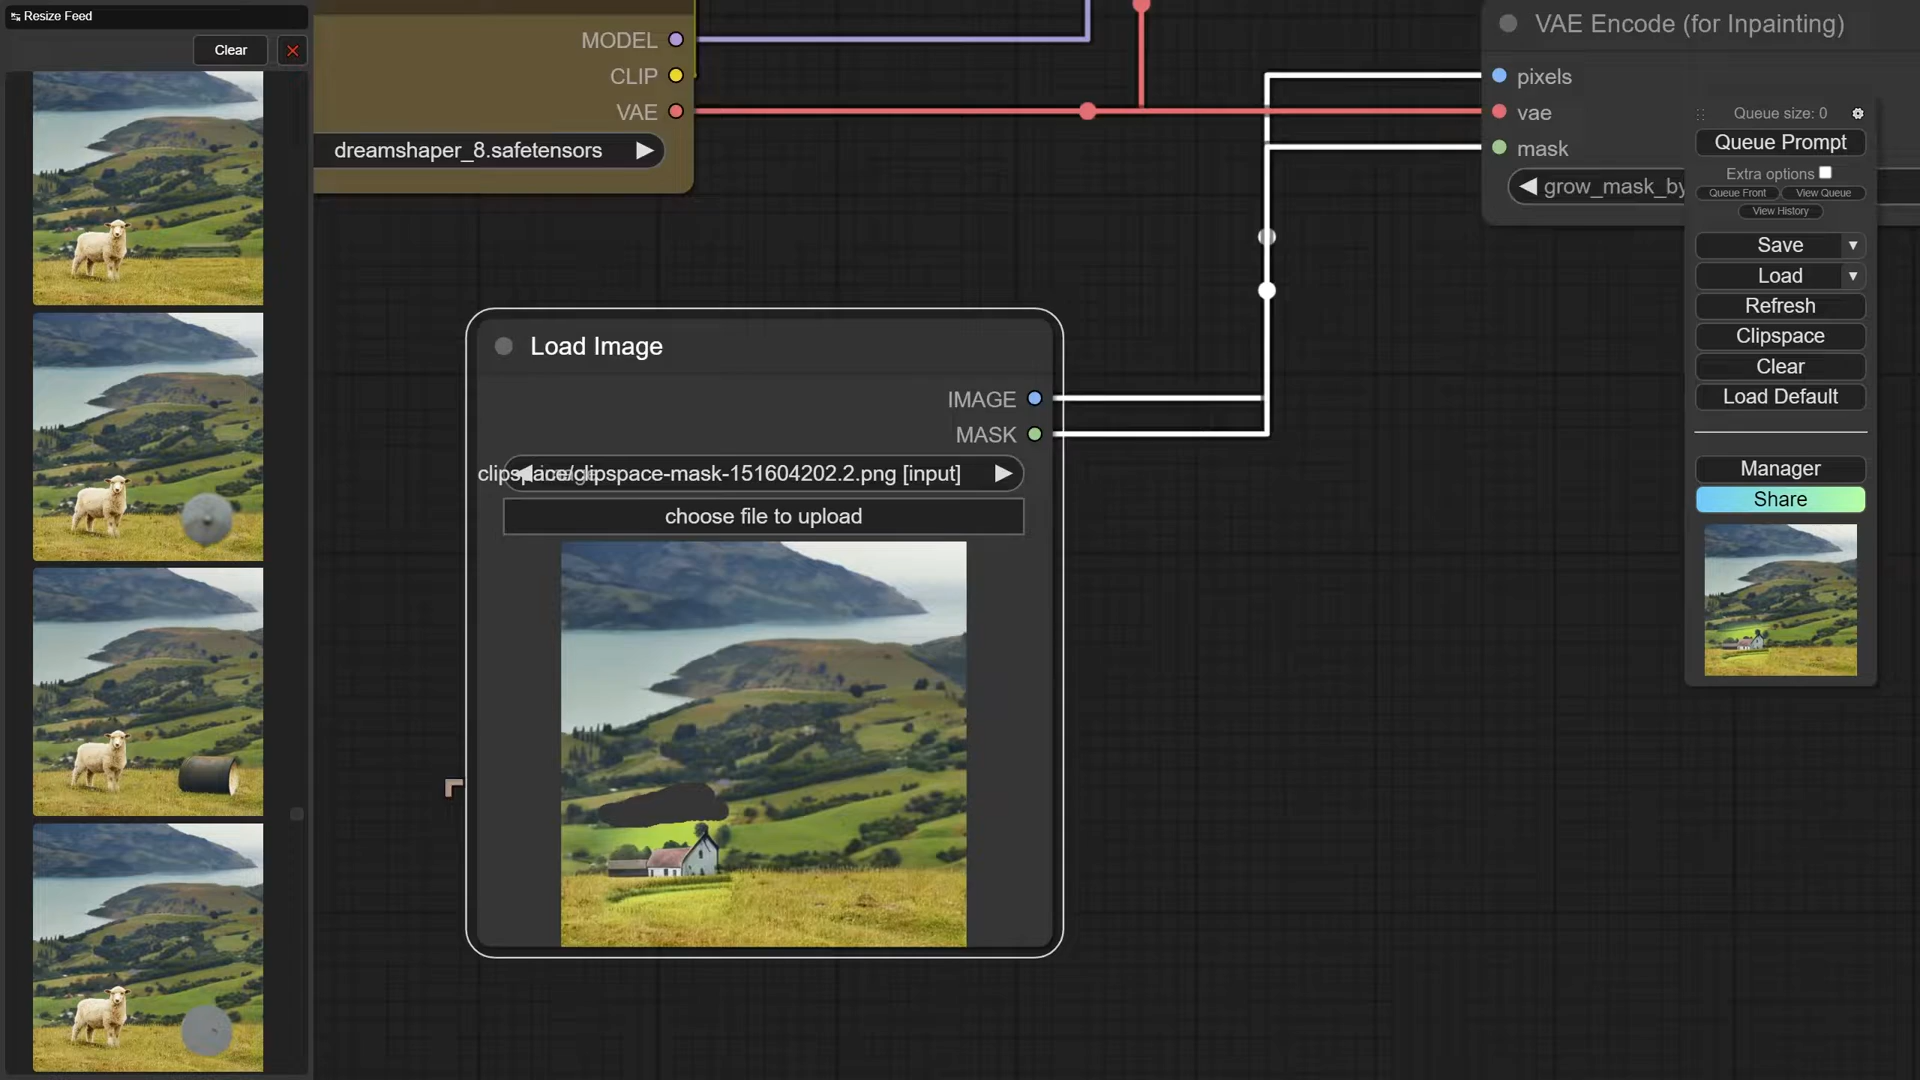 Resize Feed
Clear
MODEL
CLIP
VAE
dreamshaper_8.safetensors
VAE Encode (for Inpainting)
pixels
vae
mask
grow_mask_by
Queue size: 0
Queue Prompt
Extra options
Queue Front
View Queue
View History
Save
Load
Refresh
Clipspace
Clear
Load Default
Manager
Share
Load Image
IMAGE
MASK
clipspace/clipspace-mask-151604202.2.png [input]
choose file to upload